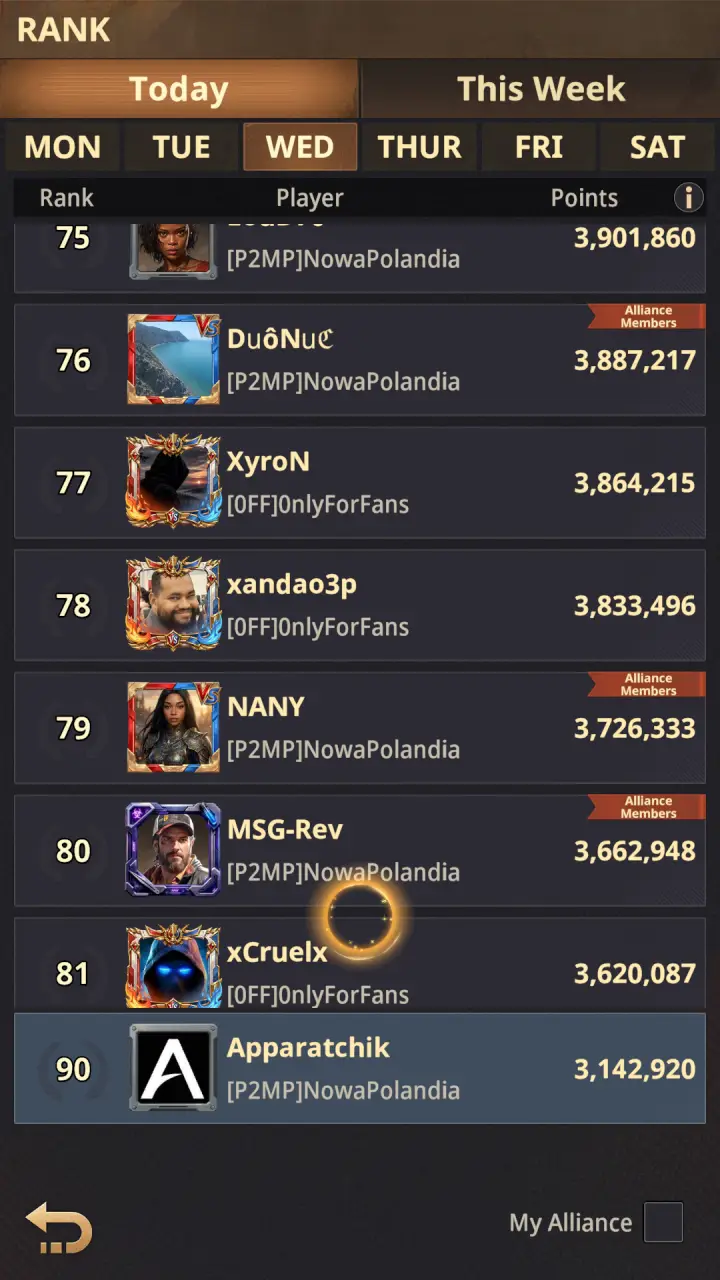 RANK
Today
This Week
MON
TUE
WED
THUR
FRI
SAT
Rank
Player
Points
75
[P2MP]NowaPolandia
3,901,860
Alliance
Members
76
DuôNuℭ
[P2MP]NowaPolandia
3,887,217
77
XyroN
[0FF]0nlyForFans
3,864,215
78
xandao3p
[0FF]0nlyForFans
3,833,496
Alliance
Members
79
NANY
[P2MP]NowaPolandia
3,726,333
Alliance
Members
80
MSG-Rev
[P2MP]NowaPolandia
3,662,948
81
xCruelx
[0FF]0nlyForFans
3,620,087
90
Apparatchik
[P2MP]NowaPolandia
3,142,920
My Alliance